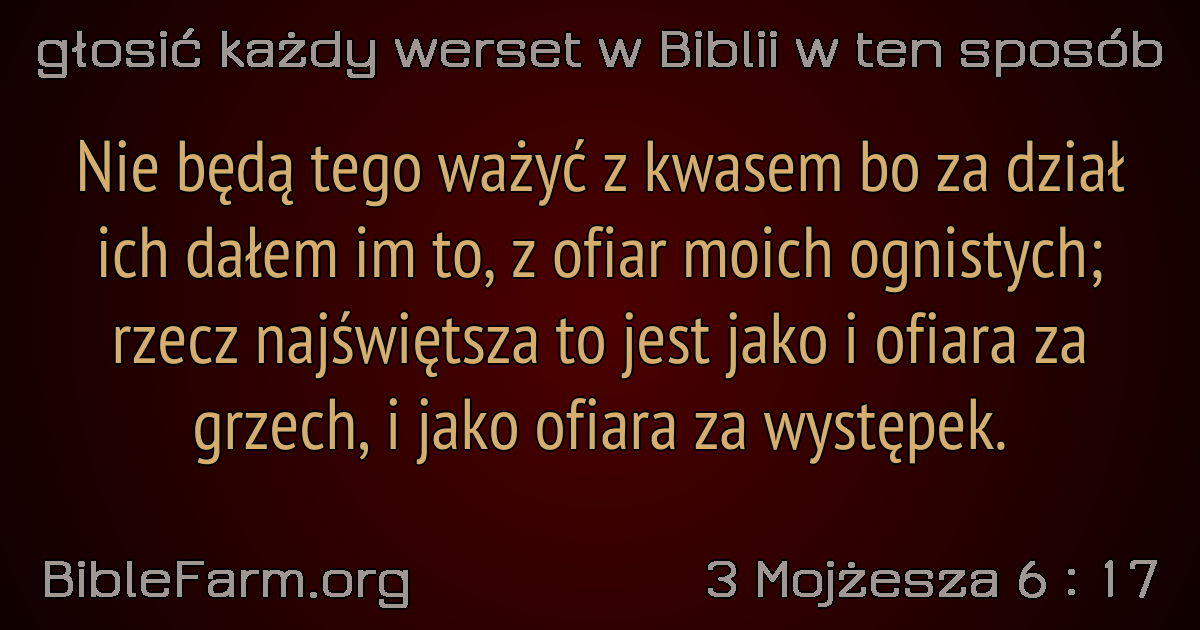 głosić każdy werset w Biblii w ten sposób
Nie będą tego ważyć z kwasem bo za dział
ich dałem im to, z ofiar moich ognistych;
rzecz najświętsza to jest jako i ofiara za
grzech, i jako ofiara za występek.
BibleFarm.org
3 Mojżesza 6 : 17